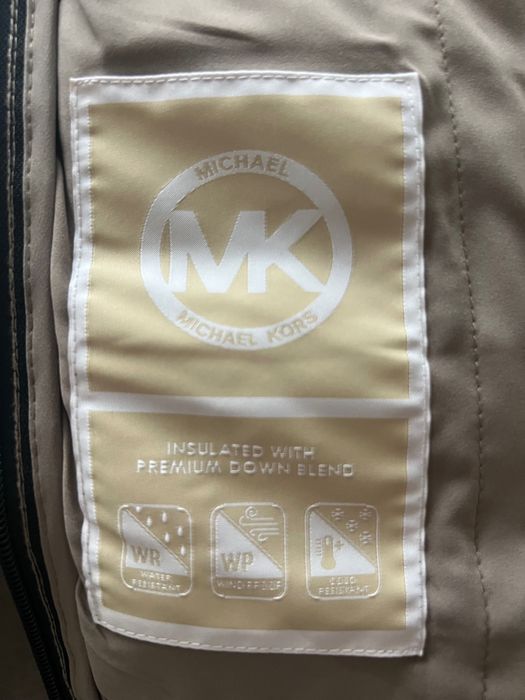 MICHAEL
MK
MICHAEL KORS
INSULATED WITH
PREMIUM DOWN BLEND
WR
WATER
RESISTANT
WP
WINDPROOF
COLD
RESISTANT